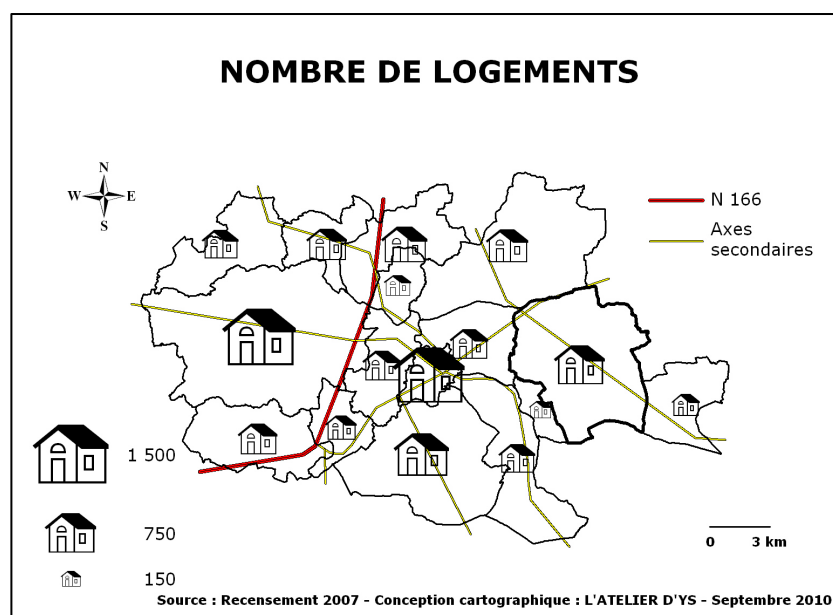 NOMBRE DE LOGEMENTS
N
W E
S
N 166
Axes
secondaires
1 500
750
150
0 3 km
Source : Recensement 2007 - Conception cartographique : L'ATELIER D'YS - Septembre 2010